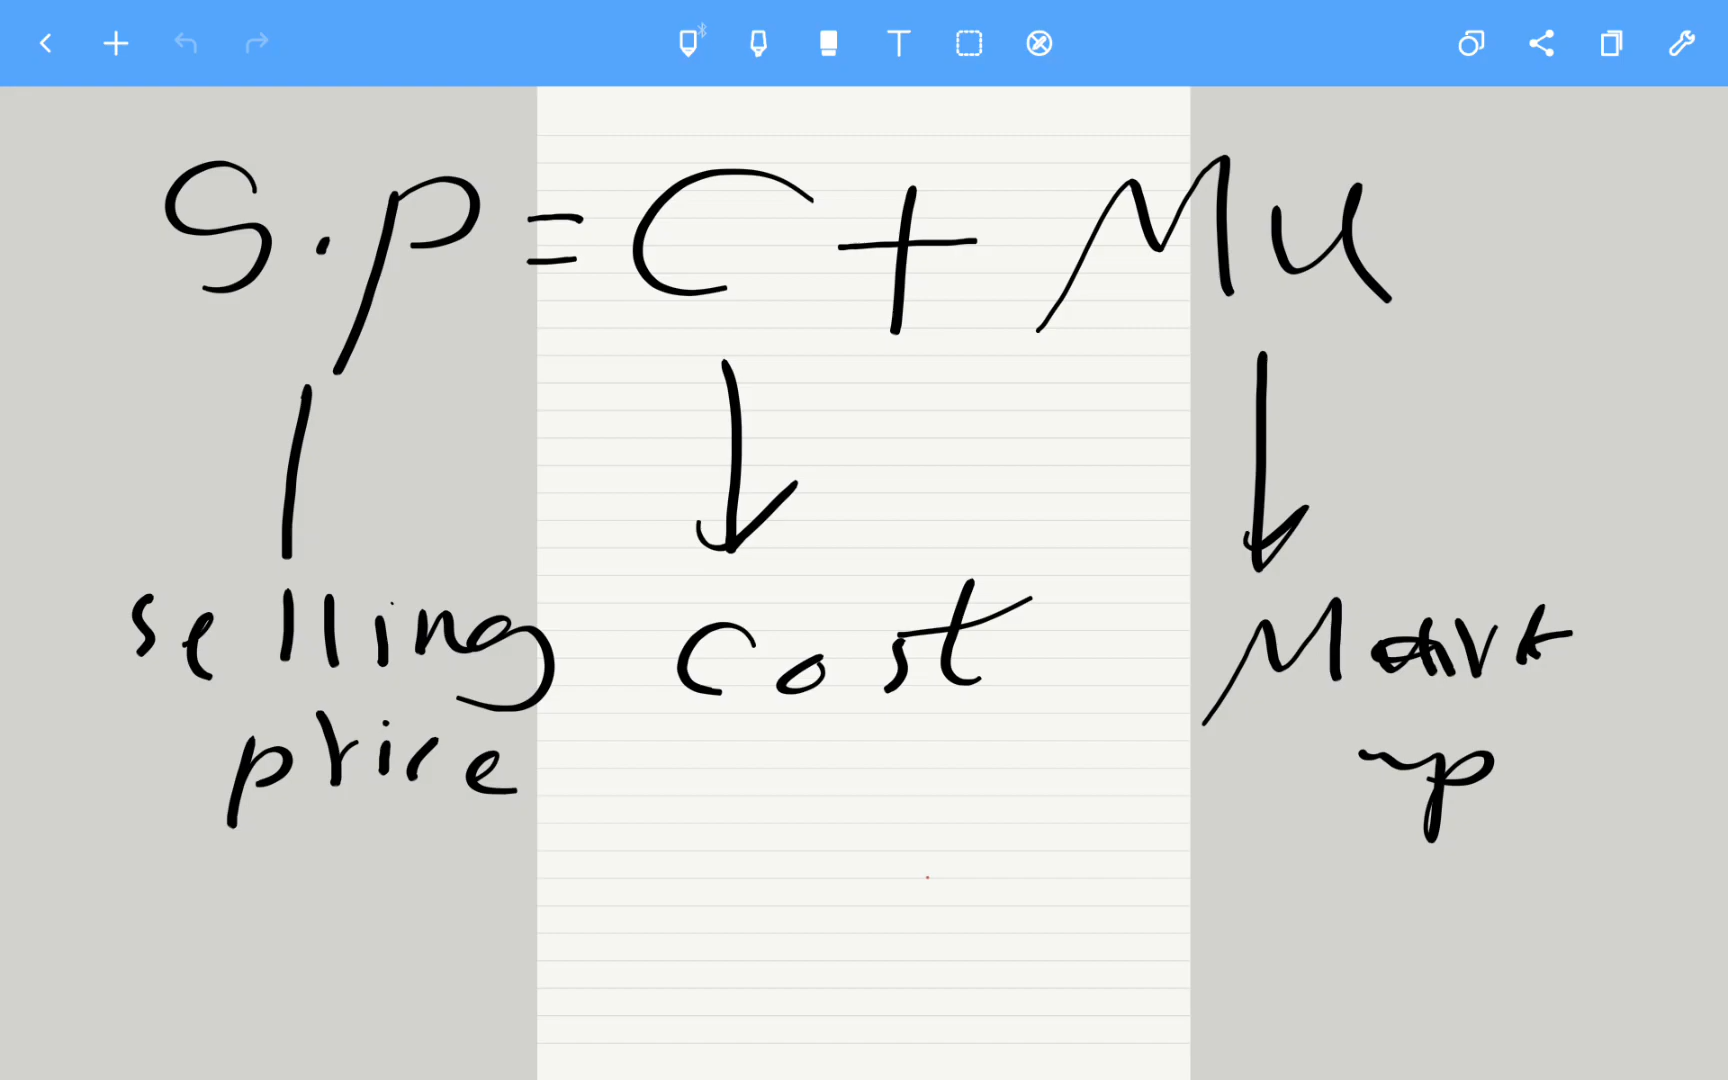 S.p = C + Mu
selling cost Mark
price up